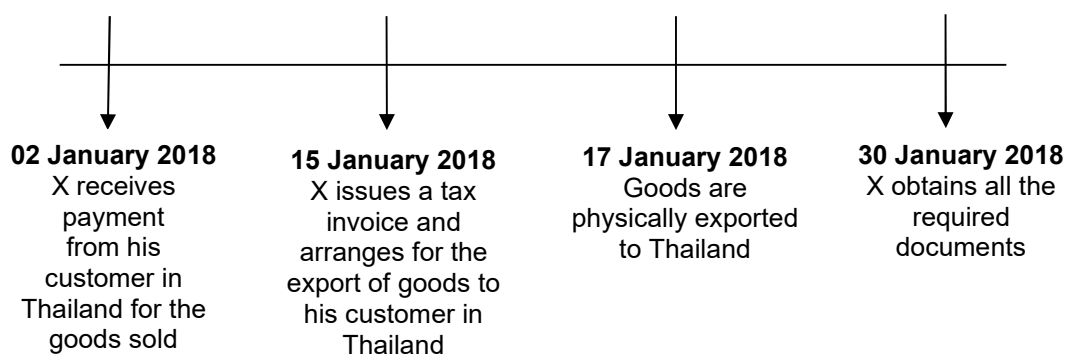 02 January 2018
X receives
payment
from his
customer in
Thailand for the
goods sold
15 January 2018
X issues a tax
invoice and
arranges for the
export of goods to
his customer in
Thailand
17 January 2018
Goods are
physically exported
to Thailand
30 January 2018
X obtains all the
required
documents